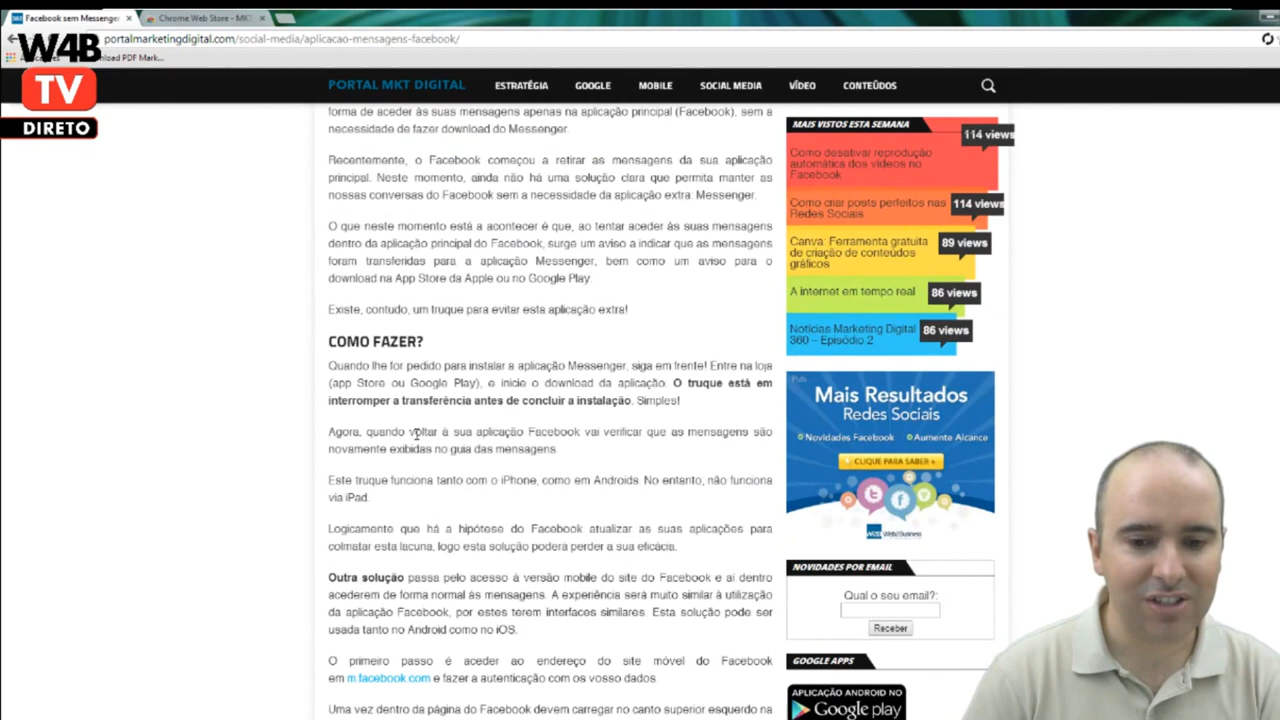 Facebook sem Messenge
Chrome Web Store - MK
portalmarketingdigital.com/social-media/aplicacao-mensagens-facebook/
nload PDF Mark...
W4B
TV
DIRETO
PORTAL MKT DIGITAL
ESTRATÉGIA
GOOGLE
MOBILE
SOCIAL MEDIA
VÍDEO
CONTEÚDOS
forma de aceder às suas mensagens apenas na aplicação principal (Facebook), sem a
necessidade de fazer download do Messenger.
Recentemente, o Facebook começou a retirar as mensagens da sua aplicação
principal. Neste momento, ainda não há uma solução clara que permita manter as
nossas conversas do Facebook sem a necessidade da aplicação extra: Messenger.
O que neste momento está a acontecer é que, ao tentar aceder às suas mensagens
dentro da aplicação principal do Facebook, surge um aviso a indicar que as mensagens
foram transferidas para a aplicação Messenger, bem como um aviso para o
download na App Store da Apple ou no Google Play.
Existe, contudo, um truque para evitar esta aplicação extra!
COMO FAZER?
Quando lhe for pedido para instalar a aplicação Messenger, siga em frente! Entre na loja
(app Store ou Google Play), e inicie o download da aplicação. O truque está em
interromper a transferência antes de concluir a instalação. Simples!
Agora, quando voltar à sua aplicação Facebook vai verificar que as mensagens são
novamente exibidas no guia das mensagens.
Este truque funciona tanto com o iPhone, como em Androids. No entanto, não funciona
via iPad.
Logicamente que há a hipótese do Facebook atualizar as suas aplicações para
colmatar esta lacuna, logo esta solução poderá perder a sua eficácia.
Outra solução passa pelo acesso à versão mobile do site do Facebook e aí dentro
acederem de forma normal às mensagens. A experiência será muito similar à utilização
da aplicação Facebook, por estes terem interfaces similares. Esta solução pode ser
usada tanto no Android como no iOS.
O primeiro passo é aceder ao endereço do site móvel do Facebook
em m.facebook.com e fazer a autenticação com os vosso dados.
Uma vez dentro da página do Facebook devem carregar no canto superior esquerdo na
MAIS VISTOS ESTA SEMANA
Como desativar reprodução
automática dos vídeos no
Facebook
114 views
Como criar posts perfeitos nas
Redes Sociais
114 views
Canva: Ferramenta gratuita
de criação de conteúdos
gráficos
89 views
A internet em tempo real
86 views
Notícias Marketing Digital
360 – Episódio 2
86 views
Pub
Mais Resultados
Redes Sociais
Novidades Facebook
Aumente Alcance
CLIQUE PARA SABER +
Web2Business
NOVIDADES POR EMAIL
Qual o seu email?:
Receber
GOOGLE APPS
APLICAÇÃO ANDROID NO
Google play